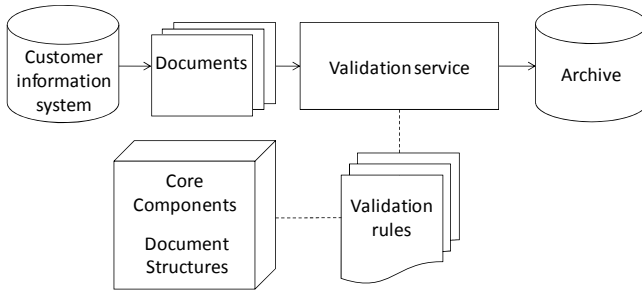 Customer
information
system
Documents
Validation service
Archive
Core
Components
Document
Structures
Validation
rules